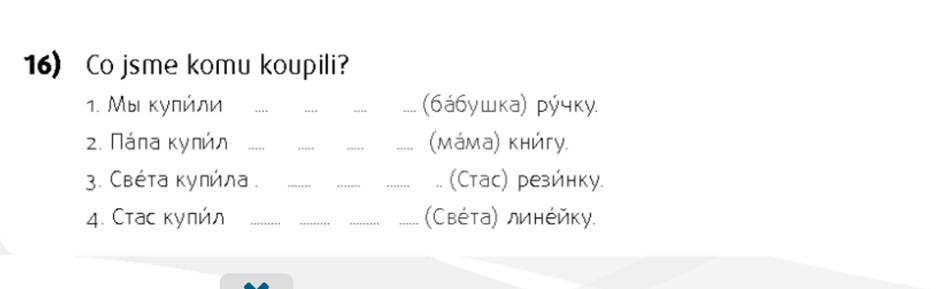 16) Co jsme komu koupili?
1. Мы купи́ли .... .... .... .... (ба́бушка) ру́чку.
2. Па́па купи́л ..... ..... ..... ..... (ма́ма) кни́гу.
3. Све́та купи́ла . ....... ....... ....... .. (Стас) рези́нку.
4. Стас купи́л ......... ......... ......... ...... (Све́та) лине́йку.